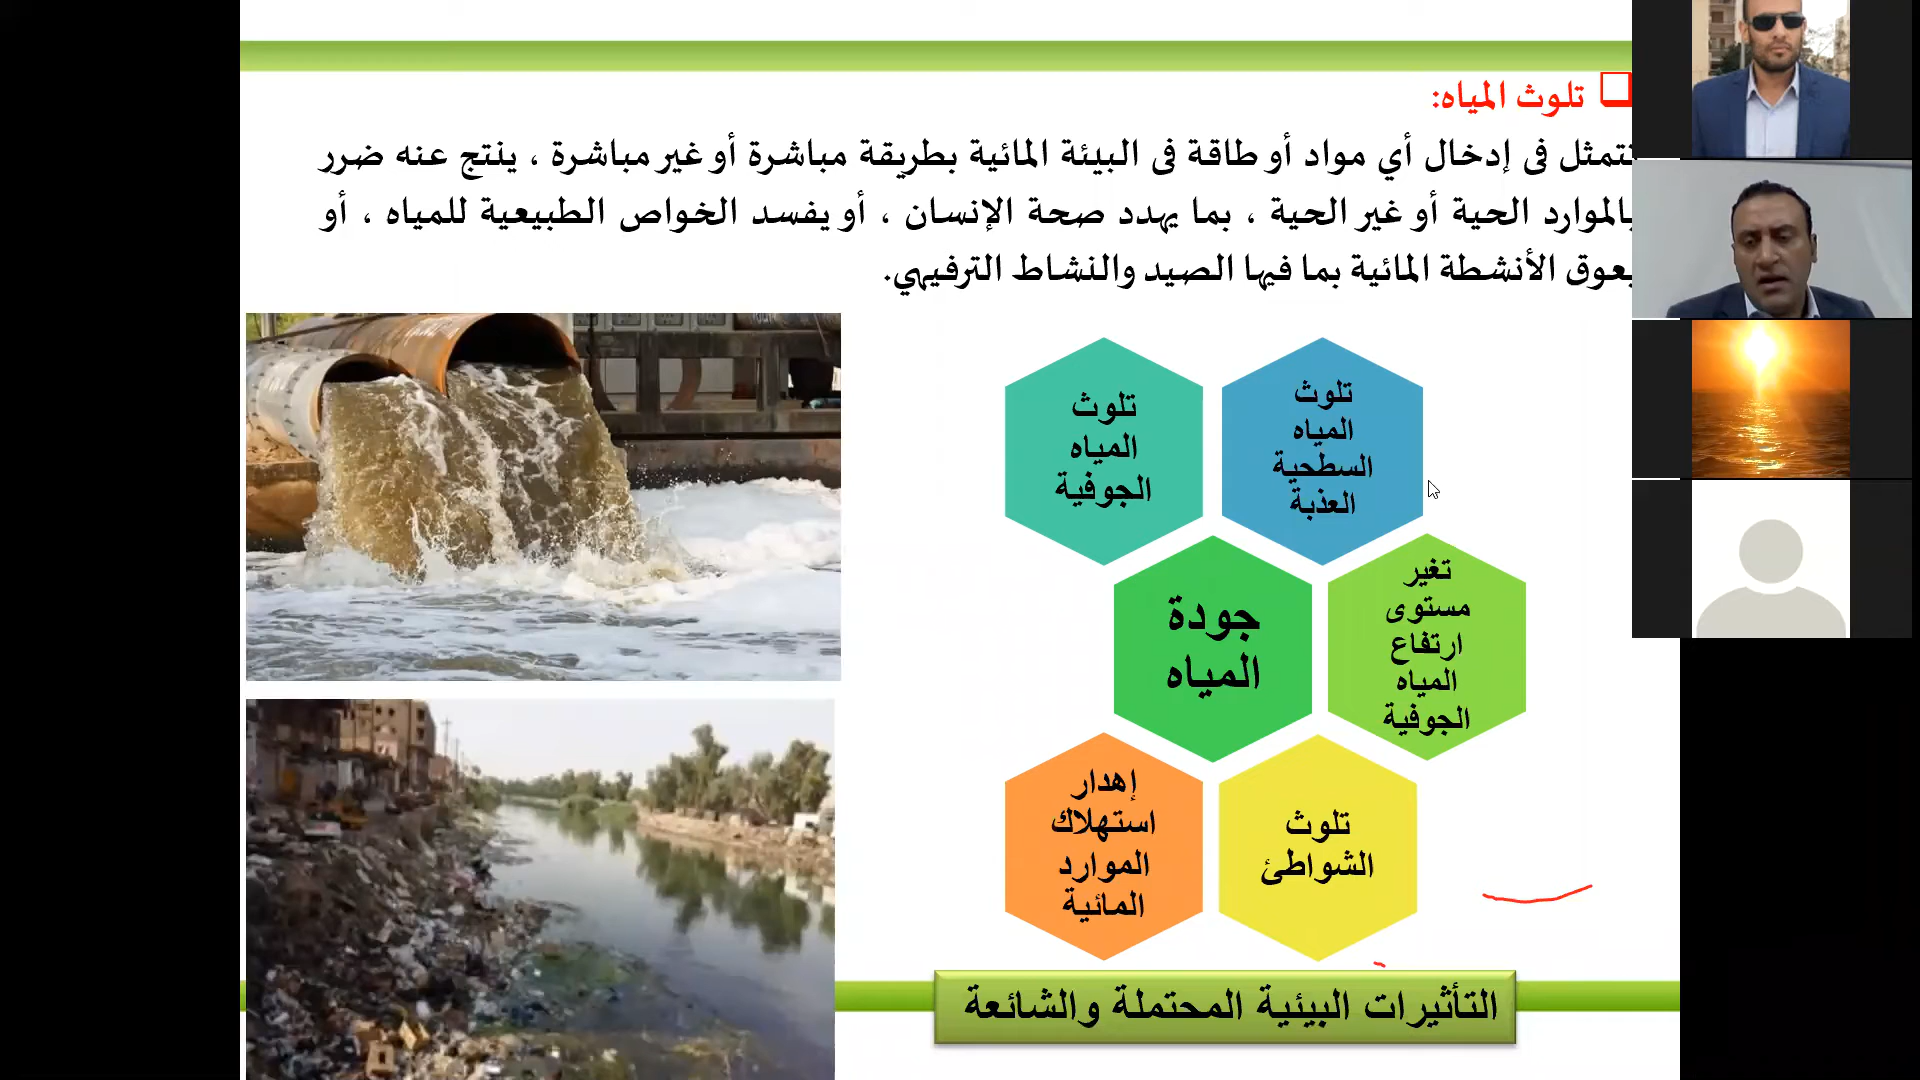 تلوث المياه:
تتمثل فى إدخال أي مواد أو طاقة فى البيئة المائية بطريقة مباشرة أو غير مباشرة ، ينتج عنه ضرر
بالموارد الحية أو غير الحية ، بما يهدد صحة الإنسان ، أو يفسد الخواص الطبيعية للمياه ، أو
يعوق الأنشطة المائية بما فيها الصيد والنشاط الترفيهي.
تلوث
المياه
السطحية
العذبة
تلوث
المياه
الجوفية
تغير
مستوى
ارتفاع
المياه
الجوفية
جودة
المياه
تلوث
الشواطئ
إهدار
استهلاك
الموارد
المائية
التأثيرات البيئية المحتملة والشائعة